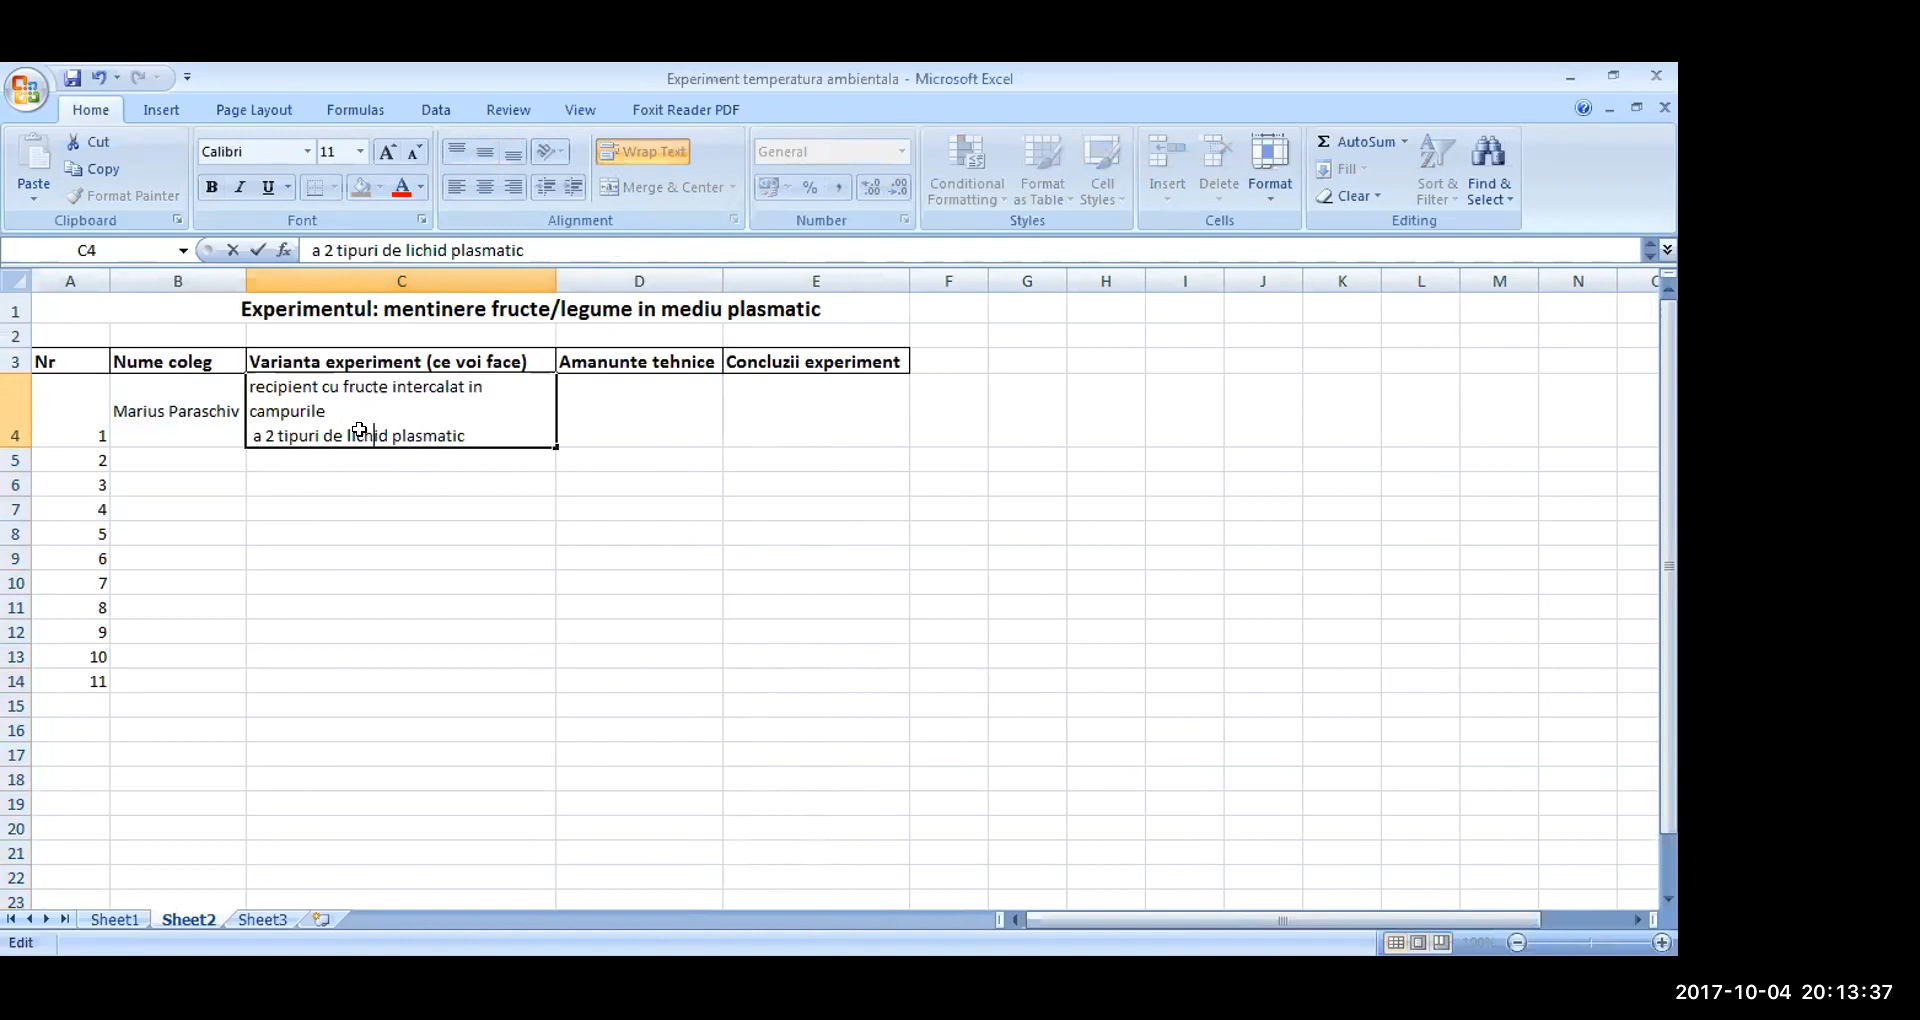 Experiment temperatura ambientala - Microsoft Excel
Home Insert Page Layout Formulas Data Review View Foxit Reader PDF
Cut
Copy
Format Painter
Paste
Clipboard
Calibri 11
B I U
Font
Wrap Text
Merge & Center
Alignment
General
Number
Conditional Formatting
Format as Table
Cell Styles
Styles
Insert Delete Format
Cells
AutoSum
Fill
Clear
Sort & Filter
Find & Select
Editing
C4 fx a 2 tipuri de lichid plasmatic
A B C D E F G H I J K L M N
1 Experimentul: mentinere fructe/legume in mediu plasmatic
2
3 Nr Nume coleg Varianta experiment (ce voi face) Amanunte tehnice Concluzii experiment
recipient cu fructe intercalat in
Marius Paraschiv campurile
4 1 a 2 tipuri de lichid plasmatic
5 2
6 3
7 4
8 5
9 6
10 7
11 8
12 9
13 10
14 11
15
16
17
18
19
20
21
22
23
Sheet1 Sheet2 Sheet3
Edit 100%
2017-10-04 20:13:37